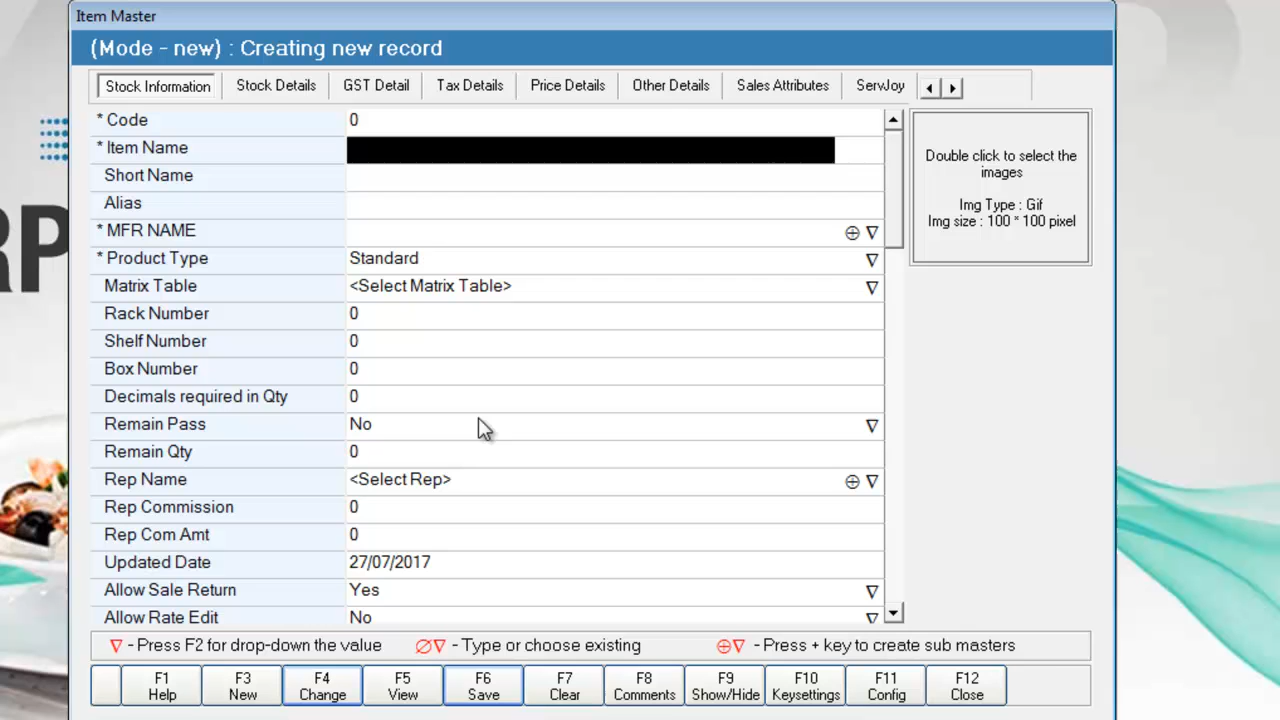 Item Master
(Mode - new) : Creating new record
Stock Information Stock Details GST Detail Tax Details Price Details Other Details Sales Attributes SerwJoy
* Code 0
* Item Name
Short Name
Alias
* MFR NAME
* Product Type Standard
Matrix Table <Select Matrix Table>
Rack Number 0
Shelf Number 0
Box Number 0
Decimals required in Qty 0
Remain Pass No
Remain Qty 0
Rep Name <Select Rep>
Rep Commission 0
Rep Com Amt 0
Updated Date 27/07/2017
Allow Sale Return Yes
Allow Rate Edit No
Double click to select the
images
Img Type : Gif
Img size : 100 * 100 pixel
RP
- Press F2 for drop-down the value - Type or choose existing - Press + key to create sub masters
F1 F3 F4 F5 F6 F7 F8 F9 F10 F11 F12
Help New Change View Save Clear Comments Show/Hide Keysettings Config Close